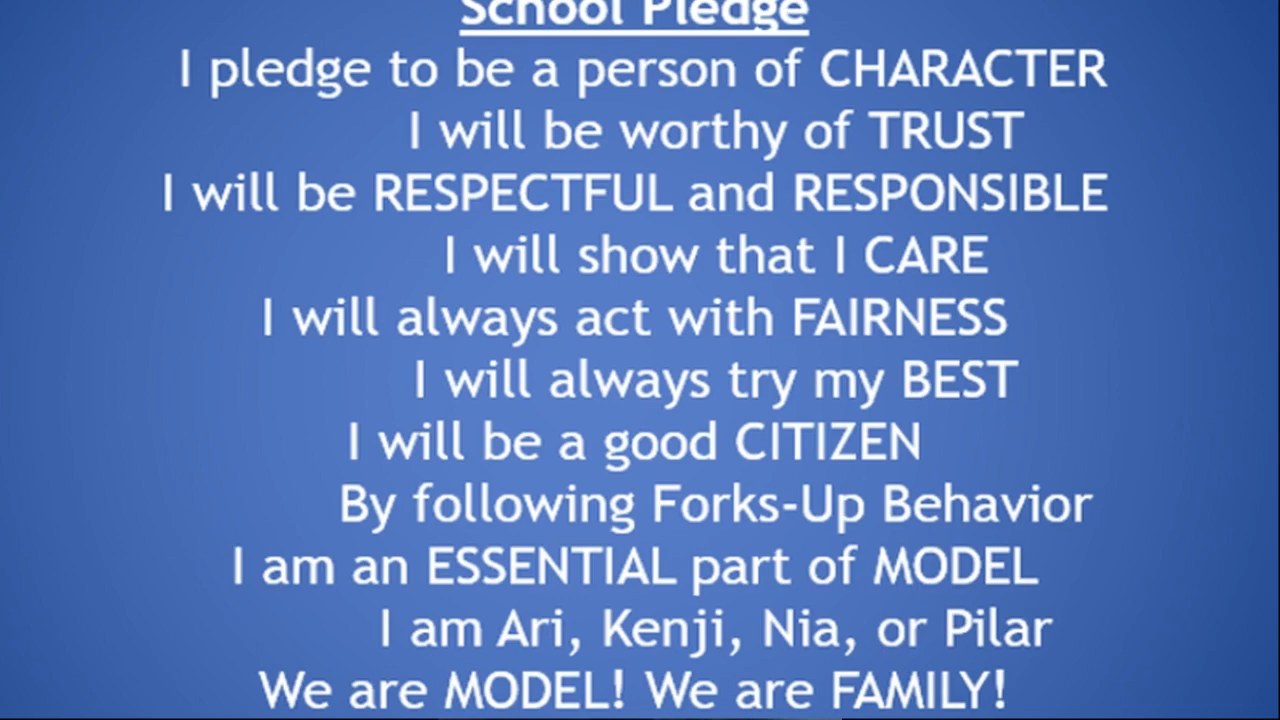 School Pledge
I pledge to be a person of CHARACTER
I will be worthy of TRUST
I will be RESPECTFUL and RESPONSIBLE
I will show that I CARE
I will always act with FAIRNESS
I will always try my BEST
I will be a good CITIZEN
By following Forks-Up Behavior
I am an ESSENTIAL part of MODEL
I am Ari, Kenji, Nia, or Pilar
We are MODEL! We are FAMILY!